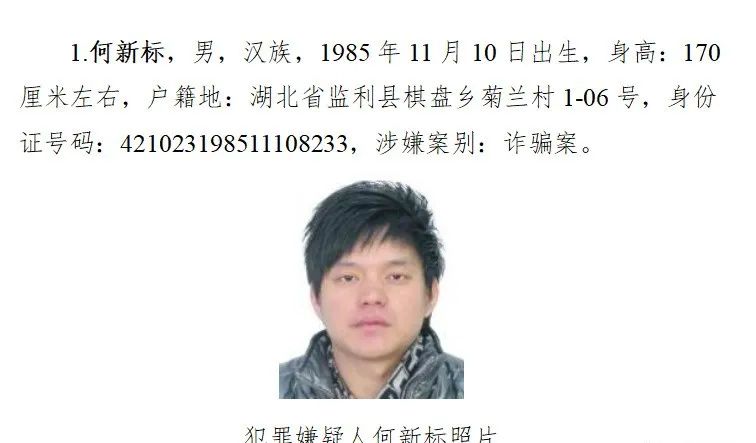 1.何新标，男，汉族，1985 年 11 月 10 日出生，身高：170
厘米左右，户籍地：湖北省监利县棋盘乡菊兰村 1-06 号，身份
证号码：421023198511108233，涉嫌案别：诈骗案。
犯罪嫌疑人何新标照片